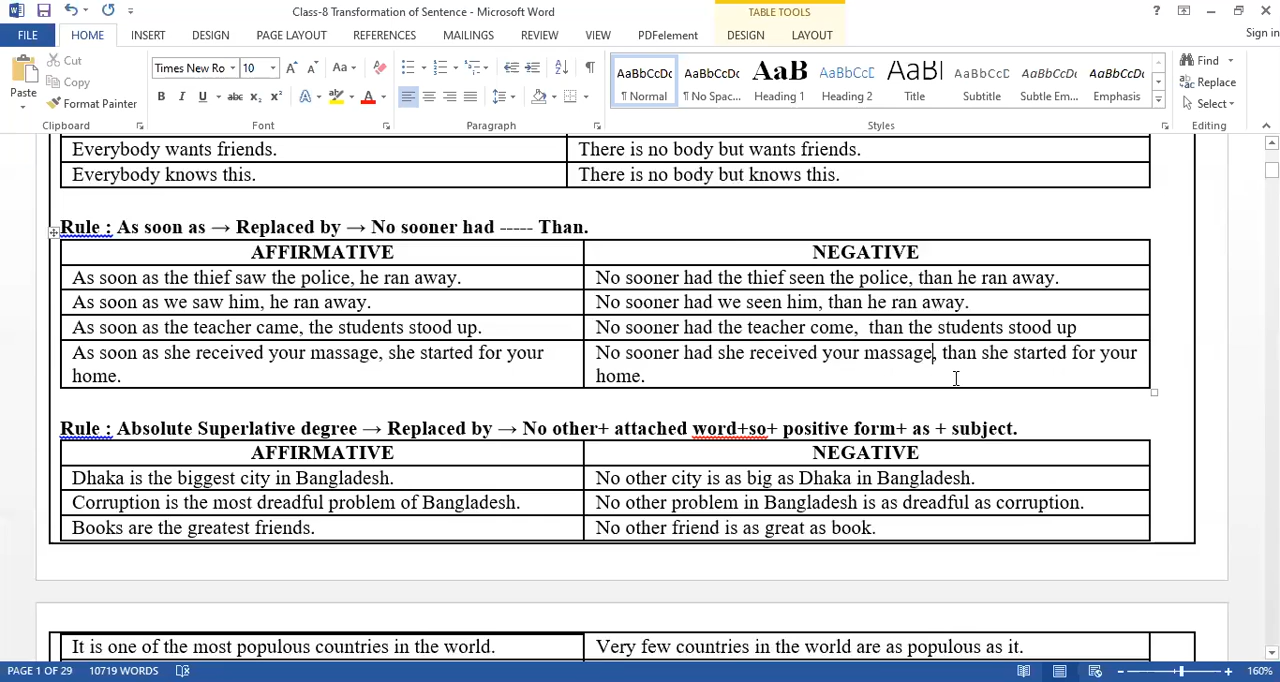 Class-8 Transformation of Sentence - Microsoft Word
TABLE TOOLS
?
FILE HOME INSERT DESIGN PAGE LAYOUT REFERENCES MAILINGS REVIEW VIEW PDFelement DESIGN LAYOUT Sign in
Paste
Cut
Copy
Format Painter
Clipboard
Times New Ro 10
Font
Paragraph
AaBbCcDc AaBbCcDc AaB AaBbCcDc AaBl AaBbCcDc AaBbCcDc AaBbCcDc
¶ Normal ¶ No Spac... Heading 1 Heading 2 Title Subtitle Subtle Em... Emphasis
Styles
Find
Replace
Select
Editing
Everybody wants friends. There is no body but wants friends.
Everybody knows this. There is no body but knows this.
Rule : As soon as → Replaced by → No sooner had ----- Than.
AFFIRMATIVE NEGATIVE
As soon as the thief saw the police, he ran away. No sooner had the thief seen the police, than he ran away.
As soon as we saw him, he ran away. No sooner had we seen him, than he ran away.
As soon as the teacher came, the students stood up. No sooner had the teacher come,  than the students stood up
As soon as she received your massage, she started for your No sooner had she received your massage, than she started for your
home. home.
Rule : Absolute Superlative degree → Replaced by → No other+ attached word+so+ positive form+ as + subject.
AFFIRMATIVE NEGATIVE
Dhaka is the biggest city in Bangladesh. No other city is as big as Dhaka in Bangladesh.
Corruption is the most dreadful problem of Bangladesh. No other problem in Bangladesh is as dreadful as corruption.
Books are the greatest friends. No other friend is as great as book.
It is one of the most populous countries in the world. Very few countries in the world are as populous as it.
PAGE 1 OF 29 10719 WORDS 160%